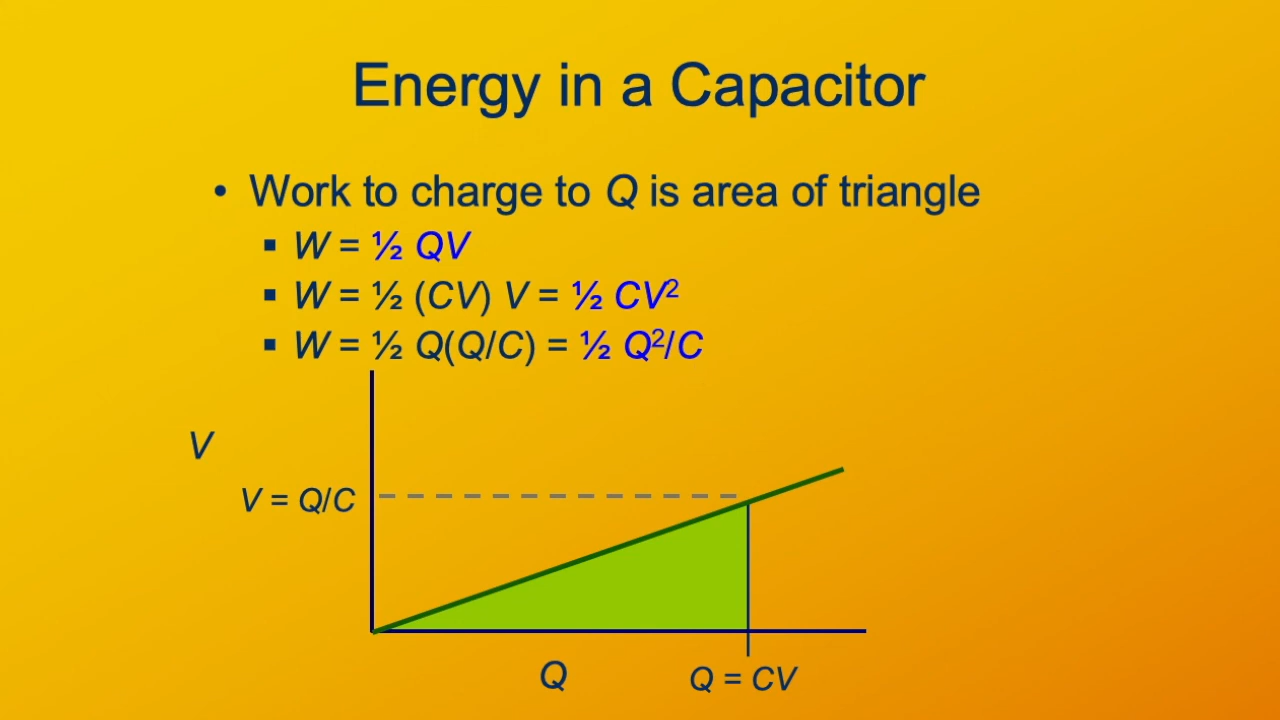 Energy in a Capacitor
• Work to charge to Q is area of triangle
▪ W = ½ QV
▪ W = ½ (CV) V = ½ CV²
▪ W = ½ Q(Q/C) = ½ Q²/C
V
V = Q/C
Q
Q = CV